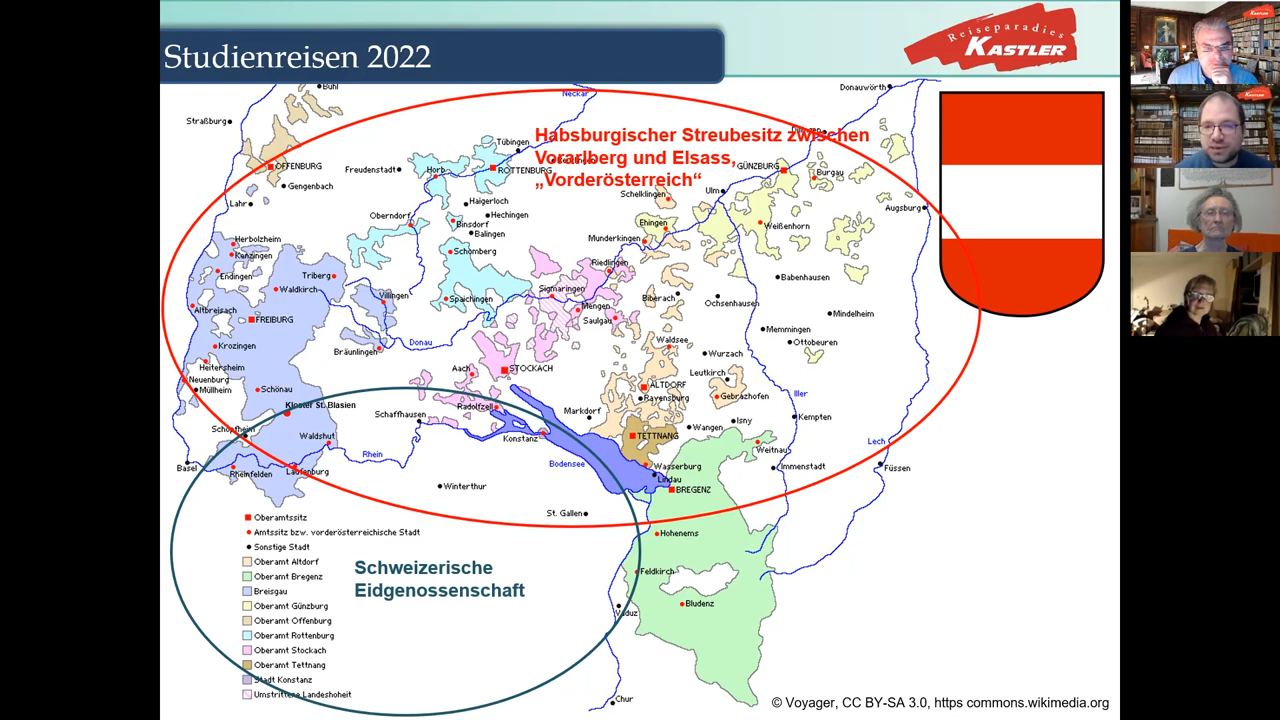 Studienreisen 2022
Reiseparadies
KASTLER
KASTLER
KASTLER
Habsburgischer Streubesitz zwischen
Vorarlberg und Elsass,
„Vorderösterreich“
Bühl
Neckar
Donauwörth
Straßburg
Tübingen
OFFENBURG
Freudenstadt
Horb
ROTTENBURG
GÜNZBURG
Burgau
Gengenbach
Schelklingen
Ulm
Lahr
Haigerloch
Augsburg
Oberndorf
Hechingen
Binsdorf
Ehingen
Weißenhorn
Balingen
Herbolzheim
Munderkingen
Kenzingen
Schömberg
Riedlingen
Endingen
Triberg
Babenhausen
Waldkirch
Sigmaringen
Villingen
Spaichingen
Biberach
Ochsenhausen
Altbreisach
Mengen
FREIBURG
Saulgau
Mindelheim
Memmingen
Krozingen
Donau
Waldsee
Ottobeuren
Bräunlingen
Wurzach
Heitersheim
Aach
STOCKACH
Leutkirch
Neuenburg
Müllheim
Schönau
ALTDORF
Ravensburg
Gebrazhofen
Iller
Kloster St. Blasien
Radolfzell
Schaffhausen
Markdorf
Isny
Kempten
Schopfheim
Waldshut
Konstanz
TETTNANG
Wangen
Lech
Rhein
Weitnau
Basel
Rheinfelden
Laufenburg
Bodensee
Wasserburg
Immenstadt
Füssen
Lindau
Winterthur
BREGENZ
St. Gallen
Oberamtssitz
Amtssitz bzw. vorderösterreichische Stadt
Hohenems
Sonstige Stadt
Oberamt Altdorf
Schweizerische
Eidgenossenschaft
Feldkirch
Oberamt Bregenz
Breisgau
Oberamt Günzburg
Bludenz
Vaduz
Oberamt Offenburg
Oberamt Rottenburg
Oberamt Stockach
Oberamt Tettnang
Stadt Konstanz
Umstrittene Landeshoheit
Chur
© Voyager, CC BY-SA 3.0, https commons.wikimedia.org